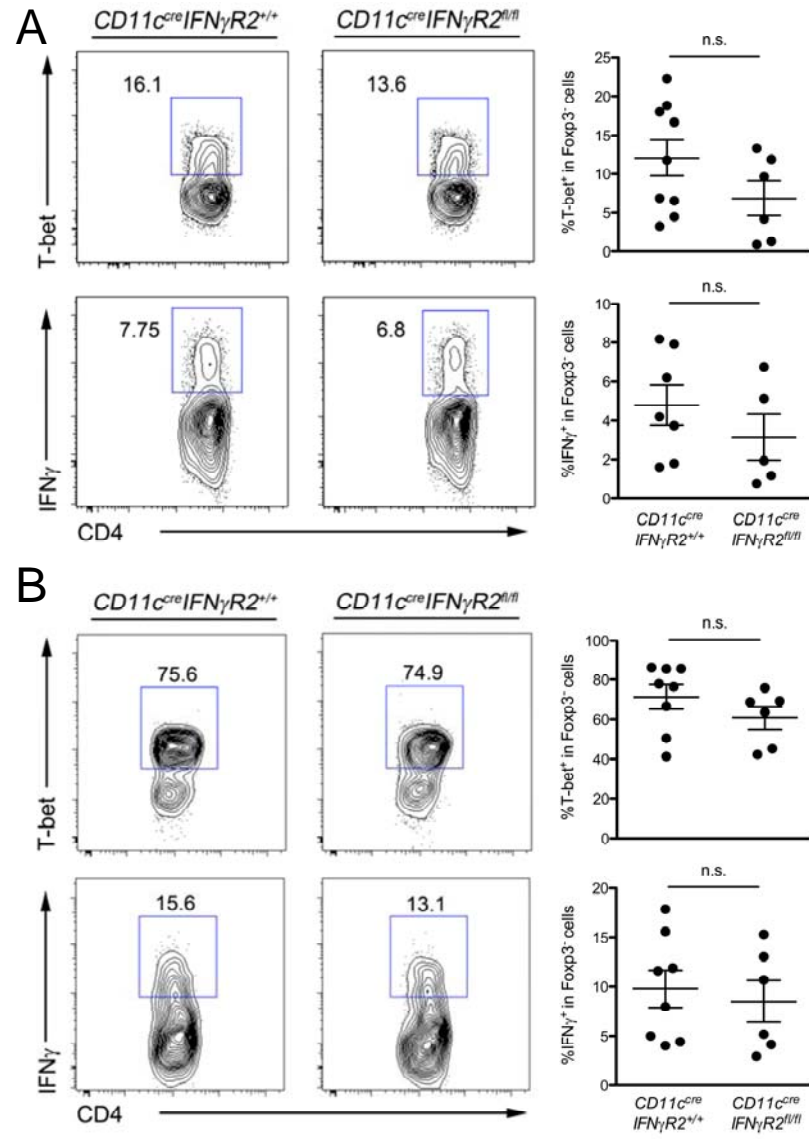 A
CD11c^cre IFNγR2^+/+ CD11c^cre IFNγR2^fl/fl
T-bet
16.1
13.6
n.s.
%T-bet⁺ in Foxp3⁻ cells
25
20
15
10
5
0
IFNγ
7.75
6.8
CD4
n.s.
%IFNγ⁺ in Foxp3⁻ cells
10
8
6
4
2
0
CD11c^cre CD11c^cre
IFNγR2^+/+ IFNγR2^fl/fl
B
CD11c^cre IFNγR2^+/+ CD11c^cre IFNγR2^fl/fl
T-bet
75.6
74.9
n.s.
%T-bet⁺ in Foxp3⁻ cells
100
80
60
40
20
0
IFNγ
15.6
13.1
CD4
n.s.
%IFNγ⁺ in Foxp3⁻ cells
20
15
10
5
0
CD11c^cre CD11c^cre
IFNγR2^+/+ IFNγR2^fl/fl